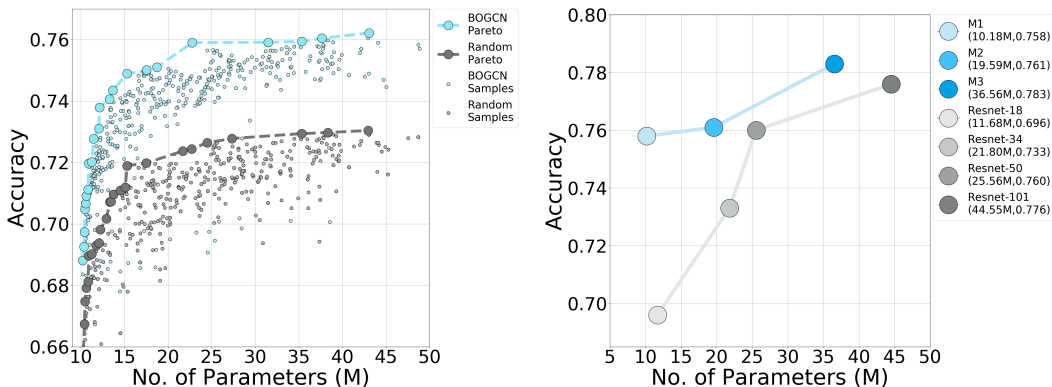 0.76
0.74
0.72
0.70
0.68
0.66
Accuracy
10 15 20 25 30 35 40 45 50
No. of Parameters (M)
BOGCN
Pareto
Random
Pareto
BOGCN
Samples
Random
Samples
0.80
0.78
0.76
0.74
0.72
0.70
Accuracy
5 10 15 20 25 30 35 40 45 50
No. of Parameters (M)
M1
(10.18M,0.758)
M2
(19.59M,0.761)
M3
(36.56M,0.783)
Resnet-18
(11.68M,0.696)
Resnet-34
(21.80M,0.733)
Resnet-50
(25.56M,0.760)
Resnet-101
(44.55M,0.776)